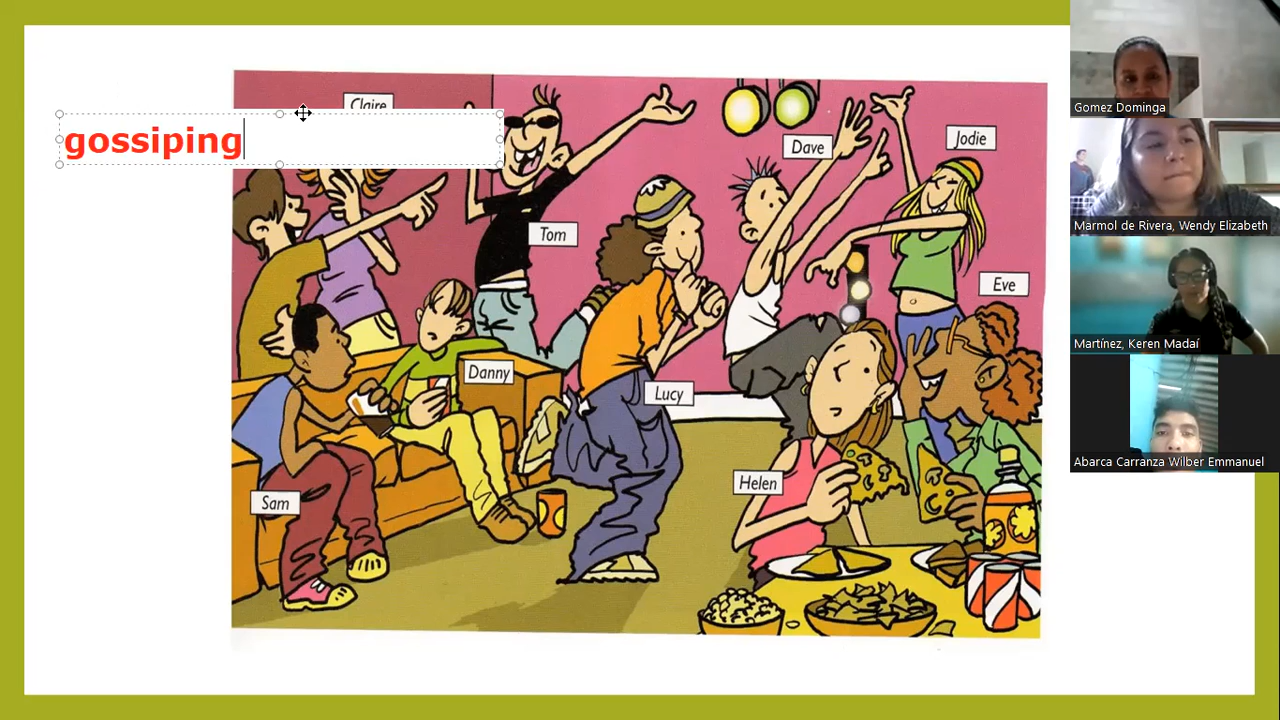 Claire
gossiping
Tom
Dave
Jodie
Eve
Danny
Lucy
Helen
Sam
Gomez Dominga
Marmol de Rivera, Wendy Elizabeth
Martínez, Keren Madaí
Abarca Carranza Wilber Emmanuel